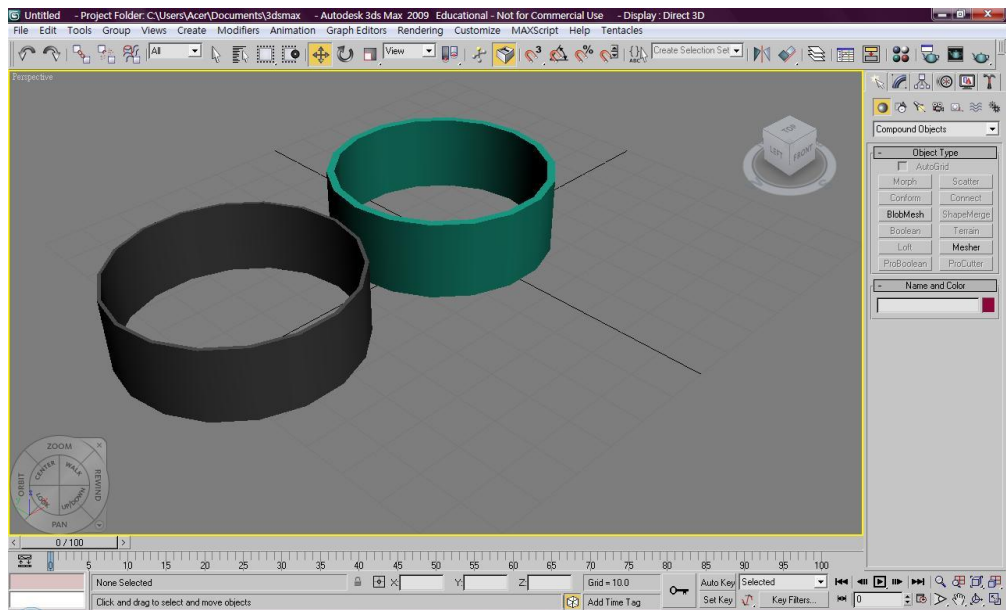 Untitled - Project Folder: C:\Users\Acer\Documents\3dsmax - Autodesk 3ds Max 2009 Educational - Not for Commercial Use - Display : Direct 3D
File Edit Tools Group Views Create Modifiers Animation Graph Editors Rendering Customize MAXScript Help Tentacles
All View Create Selection Set
Perspective
TOP
LEFT FRONT
Compound Objects
- Object Type
AutoGrid
Morph Scatter
Conform Connect
BlobMesh ShapeMerge
Boolean Terrain
Loft Mesher
ProBoolean ProCutter
- Name and Color
ZOOM
ORBIT CENTER WALK REWIND
LOOK UP/DOWN
PAN
< 0 / 100 >
0 5 10 15 20 25 30 35 40 45 50 55 60 65 70 75 80 85 90 95 100
None Selected X: Y: Z: Grid = 10.0 Auto Key Selected
Click and drag to select and move objects Add Time Tag Set Key Key Filters... 0